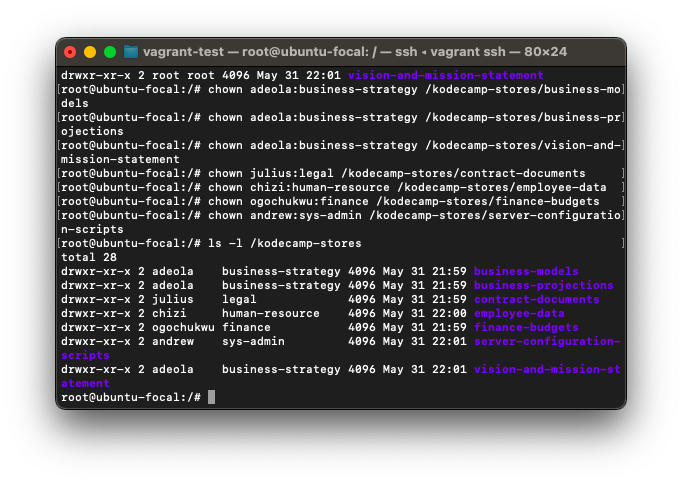 vagrant-test — root@ubuntu-focal: / — ssh ◂ vagrant ssh — 80×24
drwxr-xr-x 2 root root 4096 May 31 22:01 vision-and-mission-statement
[root@ubuntu-focal:/# chown adeola:business-strategy /kodecamp-stores/business-mo]
dels
[root@ubuntu-focal:/# chown adeola:business-strategy /kodecamp-stores/business-pr]
ojections
[root@ubuntu-focal:/# chown adeola:business-strategy /kodecamp-stores/vision-and-]
mission-statement
[root@ubuntu-focal:/# chown julius:legal /kodecamp-stores/contract-documents     ]
[root@ubuntu-focal:/# chown chizi:human-resource /kodecamp-stores/employee-data  ]
[root@ubuntu-focal:/# chown ogochukwu:finance /kodecamp-stores/finance-budgets   ]
[root@ubuntu-focal:/# chown andrew:sys-admin /kodecamp-stores/server-configuratio]
n-scripts
[root@ubuntu-focal:/# ls -l /kodecamp-stores                                     ]
total 28
drwxr-xr-x 2 adeola    business-strategy 4096 May 31 21:59 business-models
drwxr-xr-x 2 adeola    business-strategy 4096 May 31 21:59 business-projections
drwxr-xr-x 2 julius    legal             4096 May 31 21:59 contract-documents
drwxr-xr-x 2 chizi     human-resource    4096 May 31 22:00 employee-data
drwxr-xr-x 2 ogochukwu finance           4096 May 31 21:59 finance-budgets
drwxr-xr-x 2 andrew    sys-admin         4096 May 31 22:01 server-configuration-
scripts
drwxr-xr-x 2 adeola    business-strategy 4096 May 31 22:01 vision-and-mission-st
atement
root@ubuntu-focal:/#